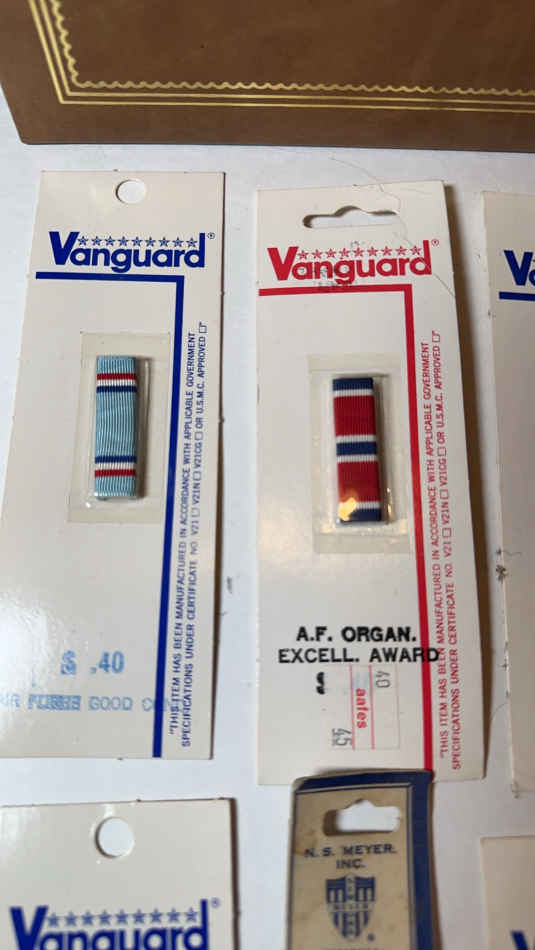 Vanguard®
"THIS ITEM HAS BEEN MANUFACTURED IN ACCORDANCE WITH APPLICABLE GOVERNMENT
SPECIFICATIONS UNDER CERTIFICATE NO. V21 □ V21N □ V21CG □ OR U.S.M.C. APPROVED □"
$ .40
GOOD
Vanguard®
"THIS ITEM HAS BEEN MANUFACTURED IN ACCORDANCE WITH APPLICABLE GOVERNMENT
SPECIFICATIONS UNDER CERTIFICATE NO. V21 □ V21N □ V21CG □ OR U.S.M.C. APPROVED □"
A.F. ORGAN.
EXCELL. AWARD
40
aafes
45
Vanguard®
N. S. MEYER,
INC.